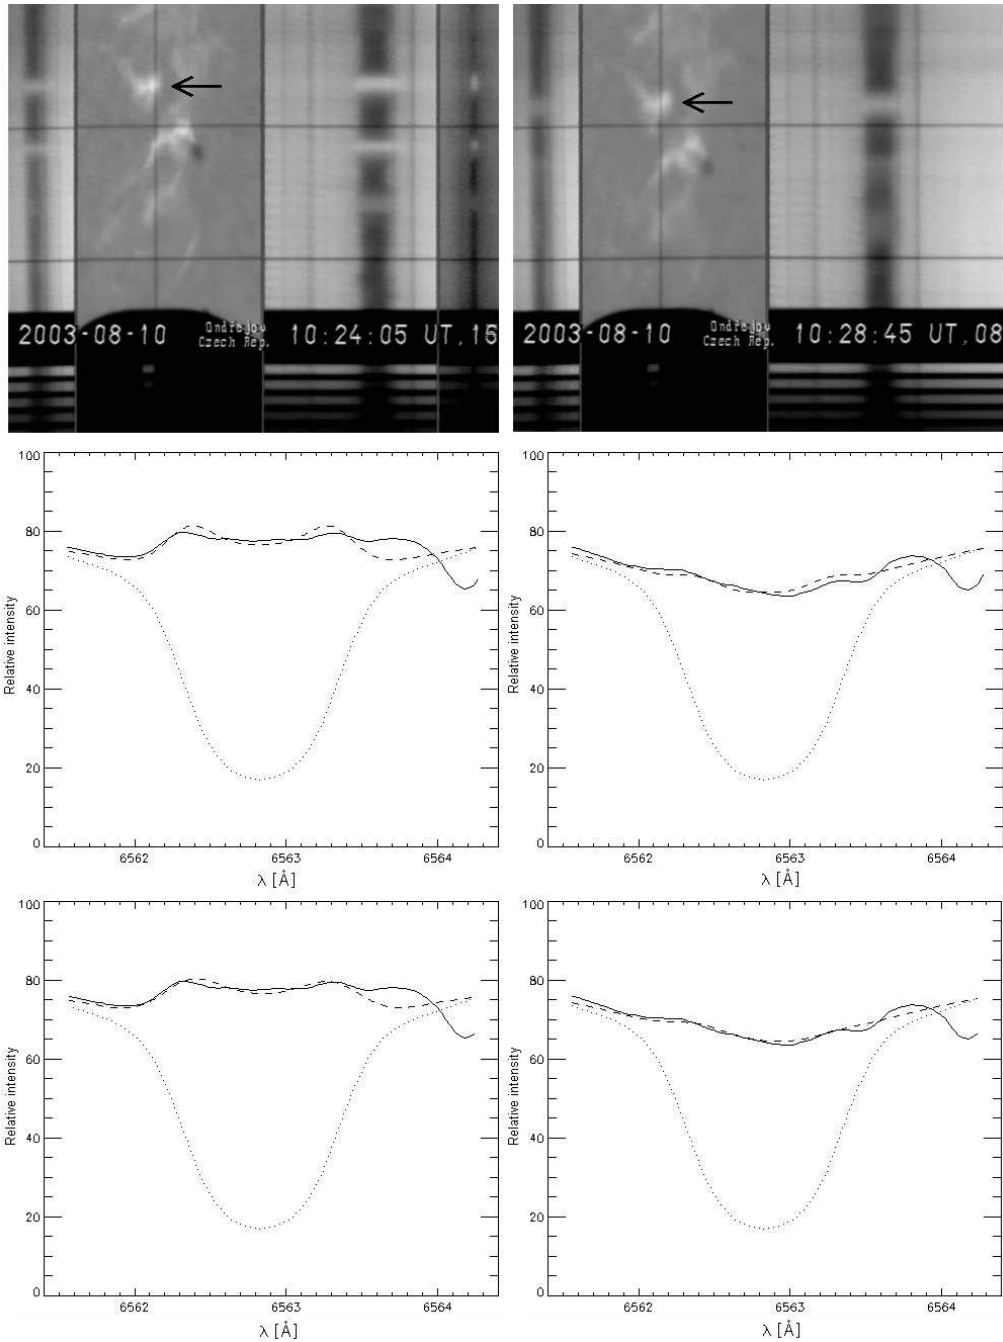 2003-08-10
Ondřejov
Czech Rep.
10:24:05 UT,15
2003-08-10
Ondřejov
Czech Rep.
10:28:45 UT,08
100
80
60
40
20
0
Relative intensity
6562
6563
6564
λ [Å]
100
80
60
40
20
0
Relative intensity
6562
6563
6564
λ [Å]
100
80
60
40
20
0
Relative intensity
6562
6563
6564
λ [Å]
100
80
60
40
20
0
Relative intensity
6562
6563
6564
λ [Å]